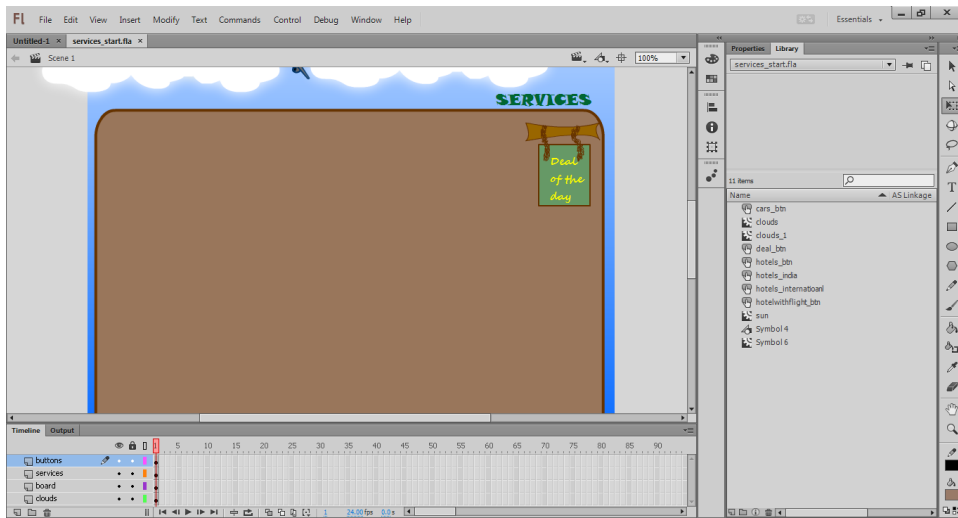 Fl File Edit View Insert Modify Text Commands Control Debug Window Help Essentials
Untitled-1 × services_start.fla ×
Scene 1 100%
SERVICES
Deal
of the
day
Properties Library
services_start.fla
11 items
Name AS Linkage
cars_btn
clouds
clouds_1
deal_btn
hotels_btn
hotels_india
hotels_internatioanl
hotelwithflight_btn
sun
Symbol 4
Symbol 6
Timeline Output
1 5 10 15 20 25 30 35 40 45 50 55 60 65 70 75 80 85 90
buttons
services
board
clouds
1 24.00 fps 0.0 s